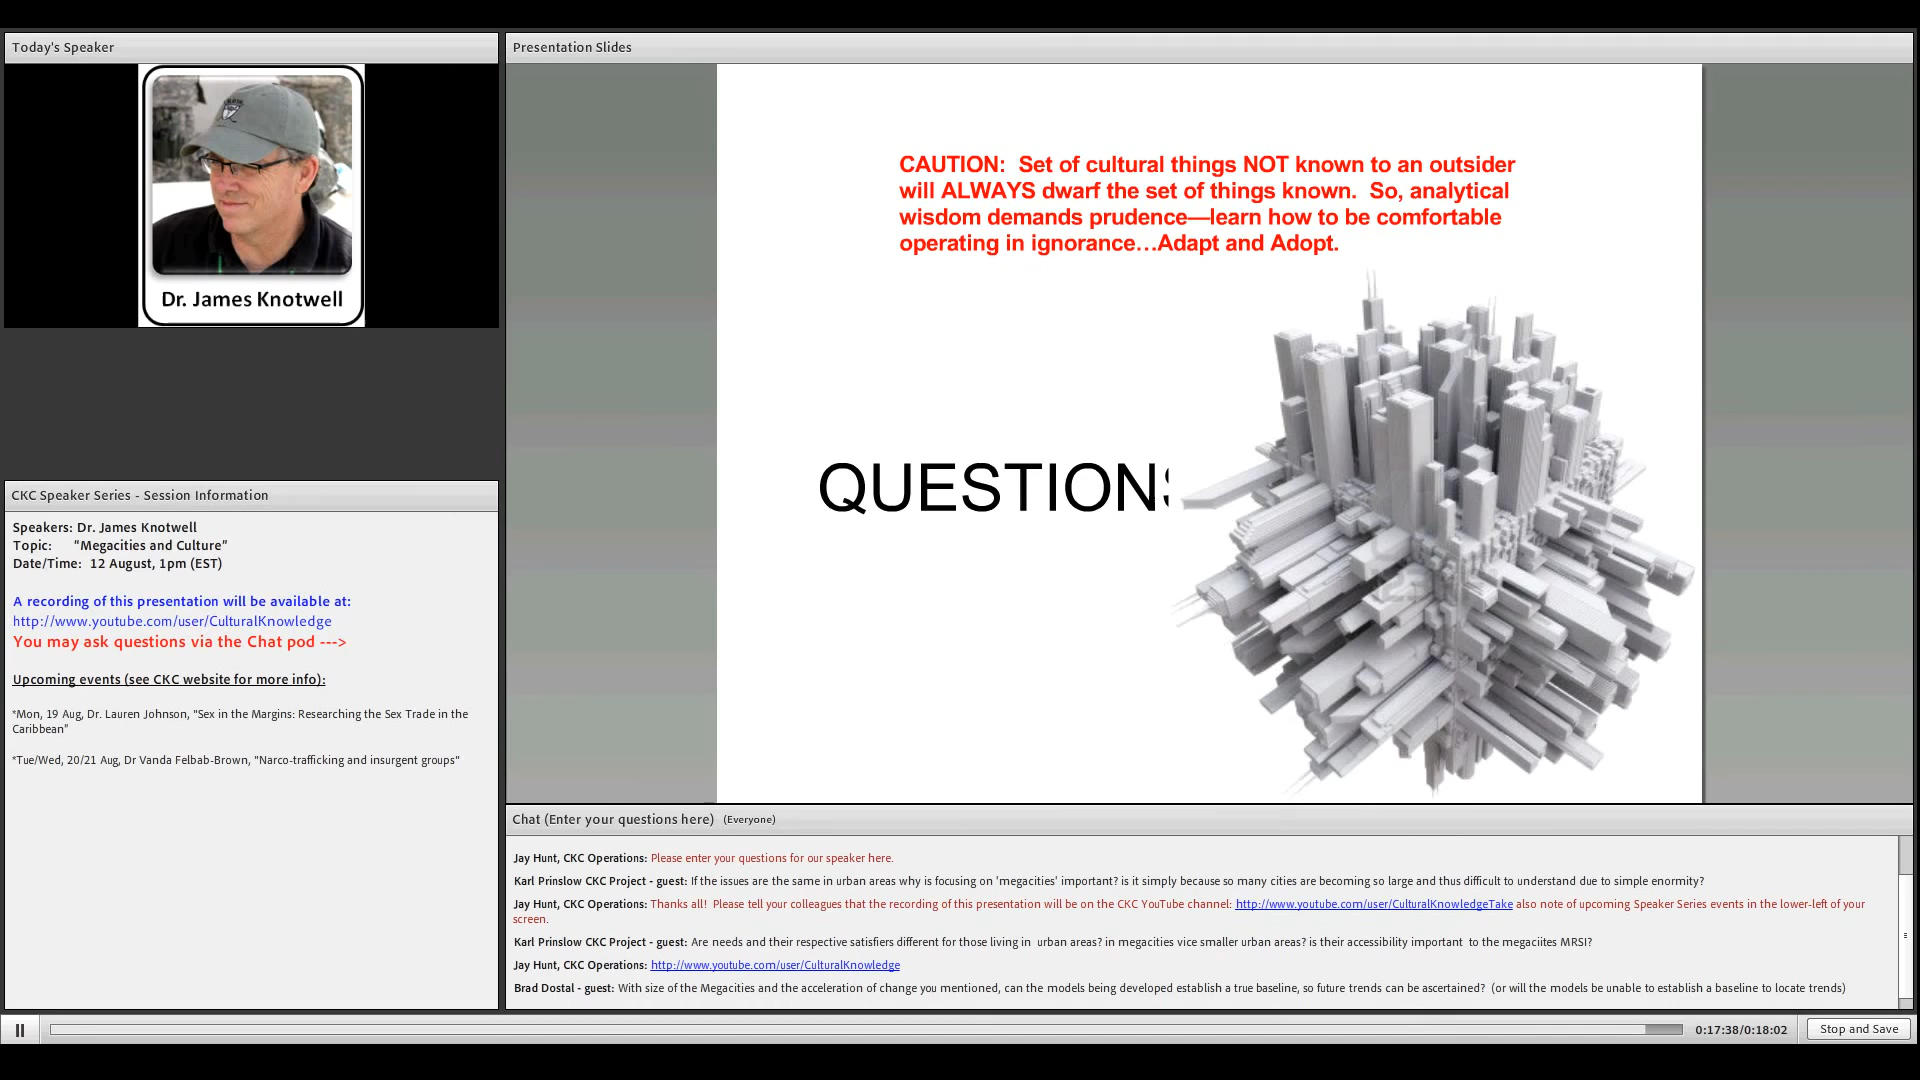 Today's Speaker
Dr. James Knotwell
CKC Speaker Series - Session Information
Speakers: Dr. James Knotwell
Topic: "Megacities and Culture"
Date/Time: 12 August, 1pm (EST)
A recording of this presentation will be available at:
http://www.youtube.com/user/CulturalKnowledge
You may ask questions via the Chat pod --->
Upcoming events (see CKC website for more info):
*Mon, 19 Aug, Dr. Lauren Johnson, "Sex in the Margins: Researching the Sex Trade in the
Caribbean"
*Tue/Wed, 20/21 Aug, Dr Vanda Felbab-Brown, "Narco-trafficking and insurgent groups"
Presentation Slides
CAUTION: Set of cultural things NOT known to an outsider
will ALWAYS dwarf the set of things known. So, analytical
wisdom demands prudence—learn how to be comfortable
operating in ignorance…Adapt and Adopt.
QUESTIONS
Chat (Enter your questions here) (Everyone)
Jay Hunt, CKC Operations: Please enter your questions for our speaker here.
Karl Prinslow CKC Project - guest: If the issues are the same in urban areas why is focusing on 'megacities' important? is it simply because so many cities are becoming so large and thus difficult to understand due to simple enormity?
Jay Hunt, CKC Operations: Thanks all! Please tell your colleagues that the recording of this presentation will be on the CKC YouTube channel: http://www.youtube.com/user/CulturalKnowledgeTake also note of upcoming Speaker Series events in the lower-left of your
screen.
Karl Prinslow CKC Project - guest: Are needs and their respective satisfiers different for those living in urban areas? in megacities vice smaller urban areas? is their accessibility important to the megaciites MRSI?
Jay Hunt, CKC Operations: http://www.youtube.com/user/CulturalKnowledge
Brad Dostal - guest: With size of the Megacities and the acceleration of change you mentioned, can the models being developed establish a true baseline, so future trends can be ascertained? (or will the models be unable to establish a baseline to locate trends)
0:17:38/0:18:02
Stop and Save